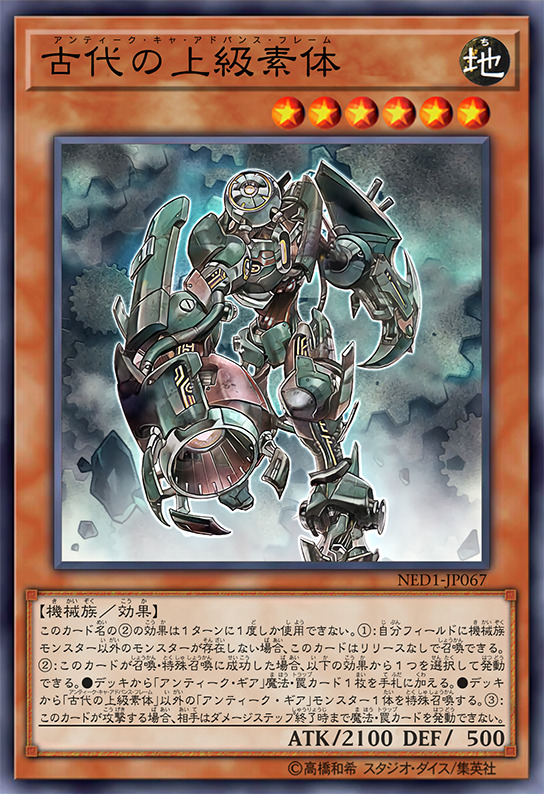 アンティーク・ギャ・アドバンス・フレーム
古代の上級素体
ち
地
NED1-JP067
【機械族／効果】
このカード名の②の効果は1ターンに1度しか使用できない。①:自分フィールドに機械族
モンスター以外のモンスターが存在しない場合、このカードはリリースなしで召喚できる。
②:このカードが召喚・特殊召喚に成功した場合、以下の効果から1つを選択して発動
できる。●デッキから「アンティーク・ギア」魔法・罠カード1枚を手札に加える。●デッキ
から「古代の上級素体」以外の「アンティーク・ギア」モンスター1体を特殊召喚する。③:
このカードが攻撃する場合、相手はダメージステップ終了時まで魔法・罠カードを発動できない。
ATK/2100 DEF/ 500
©高橋和希 スタジオ・ダイス/集英社